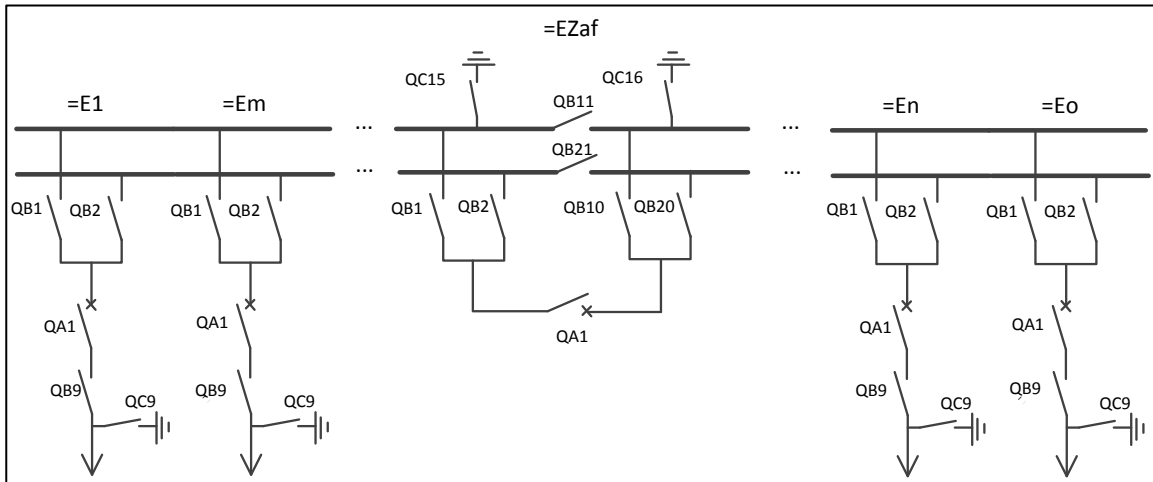 =EZaf
QC15
QC16
=E1
=Em
QB11
=En
=Eo
...
...
QB21
...
...
QB1
QB2
QB1
QB2
QB1
QB2
QB10
QB20
QB1
QB2
QB1
QB2
QA1
QA1
QA1
QA1
QA1
QB9
QC9
QB9
QC9
QB9
QC9
QB9
QC9